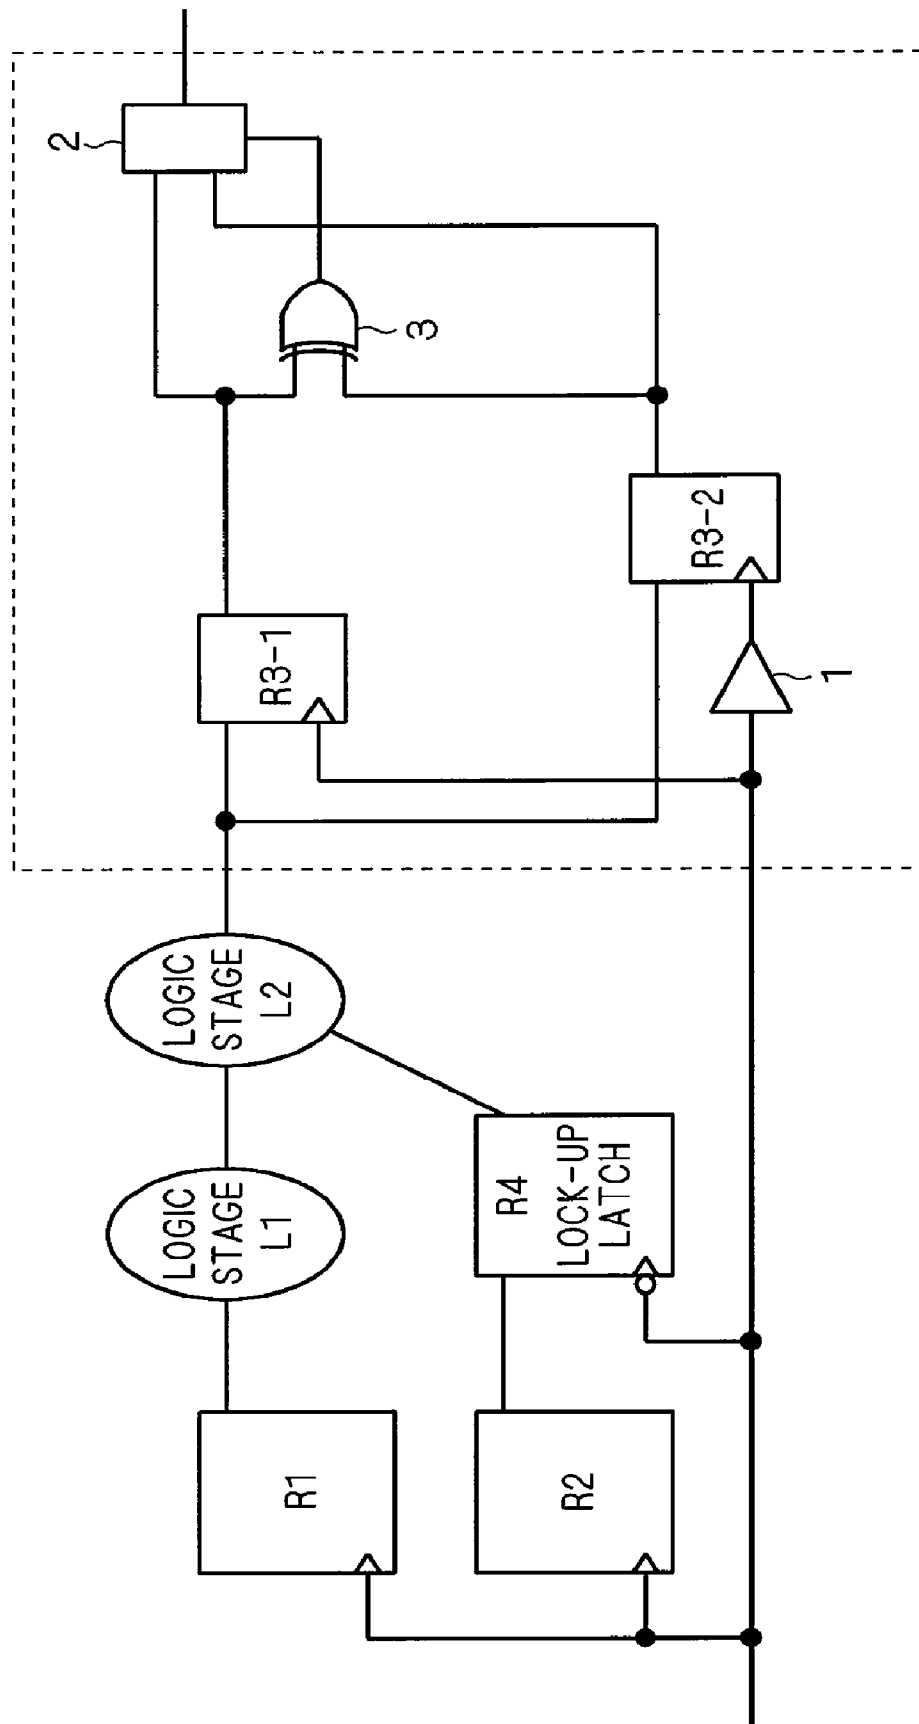 R1
LOGIC
STAGE
L1
LOGIC
STAGE
L2
R3-1
2
3
R2
R4
LOCK-UP
LATCH
R3-2
1